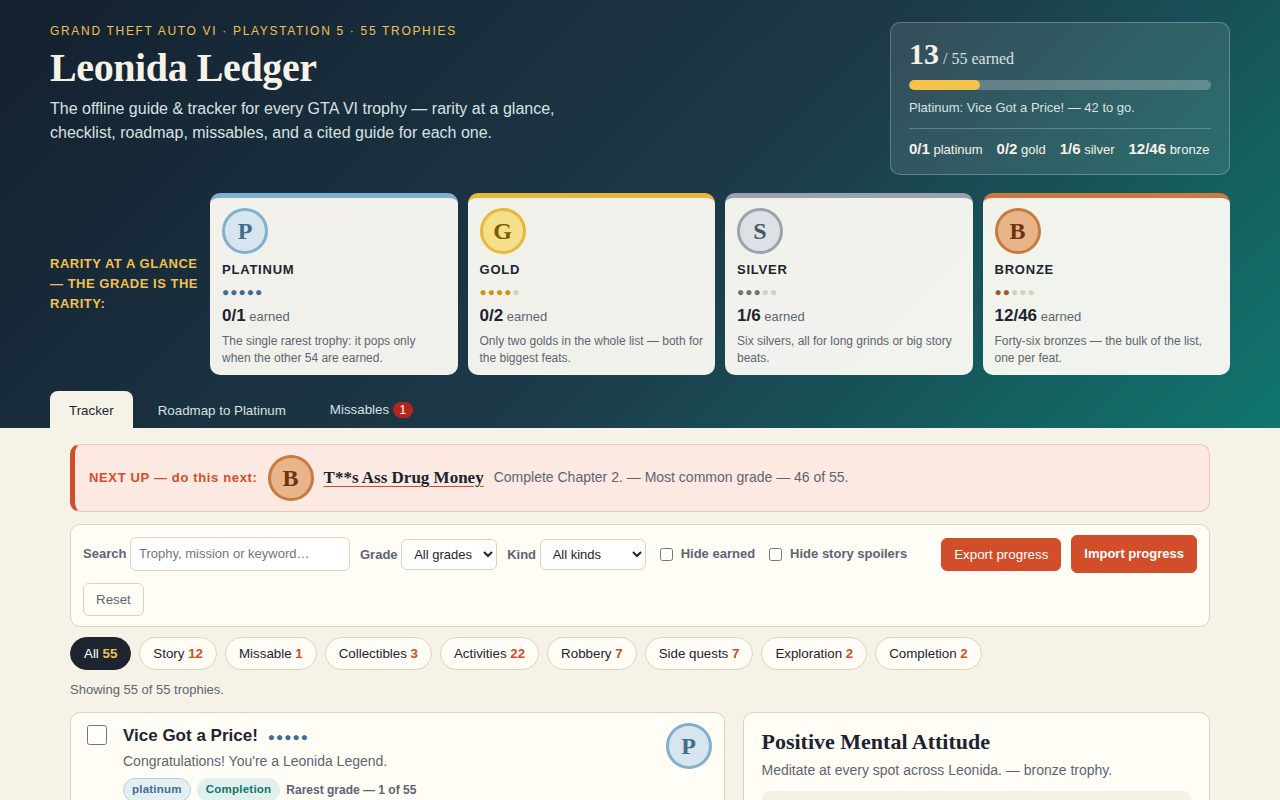 GRAND THEFT AUTO VI · PLAYSTATION 5 · 55 TROPHIES
Leonida Ledger
The offline guide & tracker for every GTA VI trophy — rarity at a glance,
checklist, roadmap, missables, and a cited guide for each one.
13 / 55 earned
Platinum: Vice Got a Price! — 42 to go.
0/1 platinum 0/2 gold 1/6 silver 12/46 bronze
RARITY AT A GLANCE
— THE GRADE IS THE
RARITY:
P
PLATINUM
●●●●●
0/1 earned
The single rarest trophy: it pops only
when the other 54 are earned.
G
GOLD
●●●●●
0/2 earned
Only two golds in the whole list — both for
the biggest feats.
S
SILVER
●●●●●
1/6 earned
Six silvers, all for long grinds or big story
beats.
B
BRONZE
●●●●●
12/46 earned
Forty-six bronzes — the bulk of the list,
one per feat.
Tracker Roadmap to Platinum Missables 1
NEXT UP — do this next: B T**s Ass Drug Money Complete Chapter 2. — Most common grade — 46 of 55.
Search Trophy, mission or keyword… Grade All grades Kind All kinds Hide earned Hide story spoilers Export progress Import progress
Reset
All 55 Story 12 Missable 1 Collectibles 3 Activities 22 Robbery 7 Side quests 7 Exploration 2 Completion 2
Showing 55 of 55 trophies.
Vice Got a Price! ●●●●● P
Congratulations! You're a Leonida Legend.
platinum Completion Rarest grade — 1 of 55
Positive Mental Attitude
Meditate at every spot across Leonida. — bronze trophy.